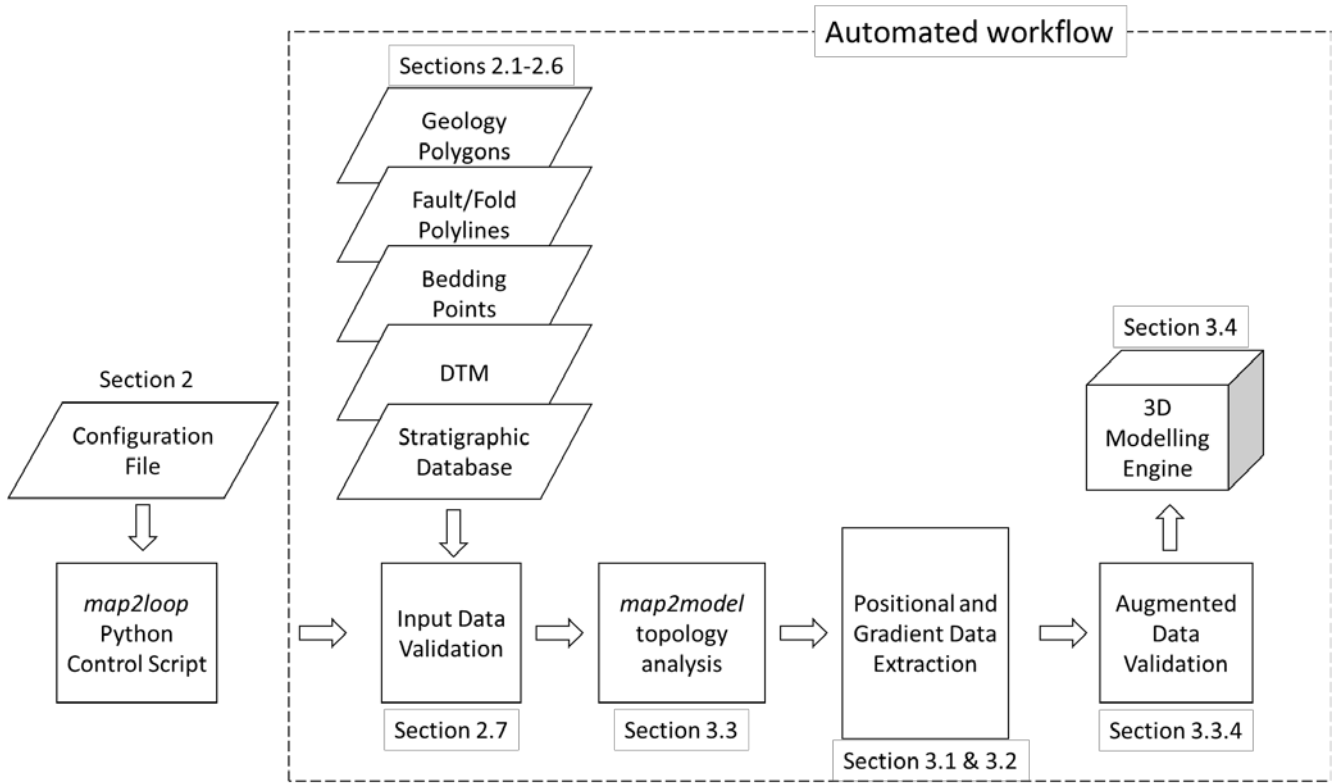 Automated workflow
Sections 2.1-2.6
Geology
Polygons
Fault/Fold
Polylines
Bedding
Points
DTM
Stratigraphic
Database
Section 2
Configuration
File
map2loop
Python
Control Script
Input Data
Validation
Section 2.7
map2model
topology
analysis
Section 3.3
Positional and
Gradient Data
Extraction
Section 3.1 & 3.2
Augmented
Data
Validation
Section 3.3.4
Section 3.4
3D
Modelling
Engine